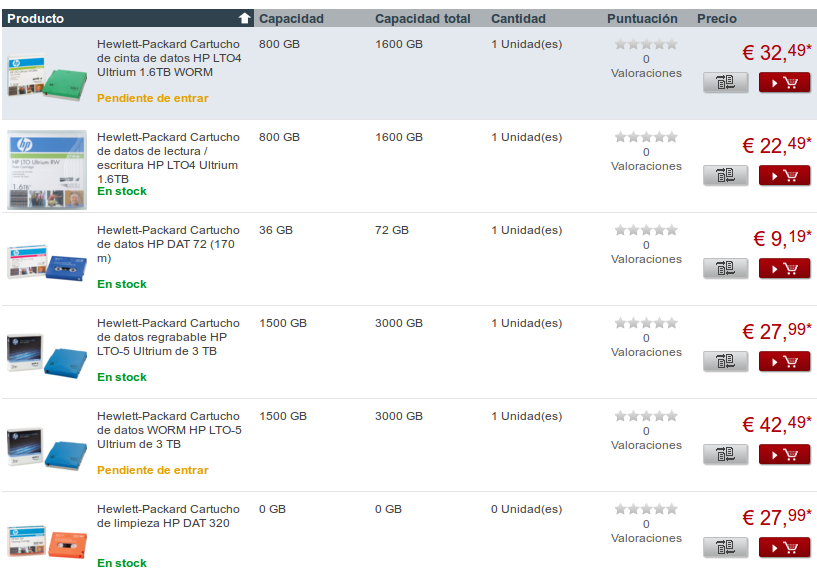 Producto Capacidad Capacidad total Cantidad Puntuación Precio
Hewlett-Packard Cartucho 800 GB 1600 GB 1 Unidad(es)
de cinta de datos HP LTO4
Ultrium 1.6TB WORM
Pendiente de entrar
0
Valoraciones
€ 32,49*
Hewlett-Packard Cartucho 800 GB 1600 GB 1 Unidad(es)
de datos de lectura /
escritura HP LTO4 Ultrium
1.6TB
En stock
0
Valoraciones
€ 22,49*
hp
HP LTO Ultrium RW
1.6TB
Hewlett-Packard Cartucho 36 GB 72 GB 1 Unidad(es)
de datos HP DAT 72 (170
m)
En stock
0
Valoraciones
€ 9,19*
Hewlett-Packard Cartucho 1500 GB 3000 GB 1 Unidad(es)
de datos regrabable HP
LTO-5 Ultrium de 3 TB
En stock
0
Valoraciones
€ 27,99*
Hewlett-Packard Cartucho 1500 GB 3000 GB 1 Unidad(es)
de datos WORM HP LTO-5
Ultrium de 3 TB
Pendiente de entrar
0
Valoraciones
€ 42,49*
Hewlett-Packard Cartucho 0 GB 0 GB 0 Unidad(es)
de limpieza HP DAT 320
En stock
0
Valoraciones
€ 27,99*